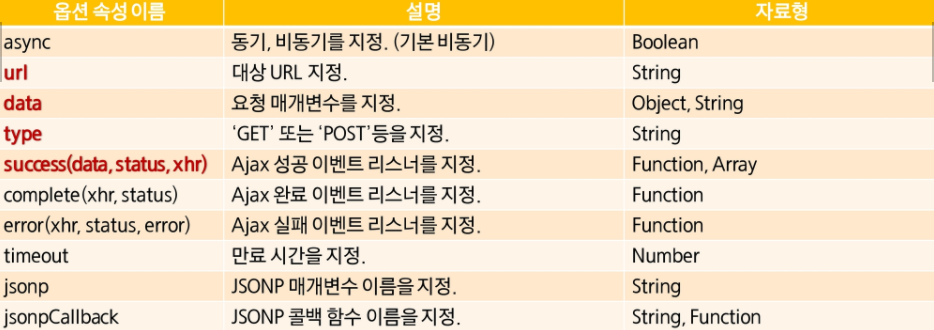 옵션 속성 이름 설명 자료형
async 동기, 비동기를 지정. (기본 비동기) Boolean
url 대상 URL 지정. String
data 요청 매개변수를 지정. Object, String
type ‘GET’ 또는 ‘POST’등을 지정. String
success(data, status, xhr) Ajax 성공 이벤트 리스너를 지정. Function, Array
complete(xhr, status) Ajax 완료 이벤트 리스너를 지정. Function
error(xhr, status, error) Ajax 실패 이벤트 리스너를 지정. Function
timeout 만료 시간을 지정. Number
jsonp JSONP 매개변수 이름을 지정. String
jsonpCallback JSONP 콜백 함수 이름을 지정. String, Function